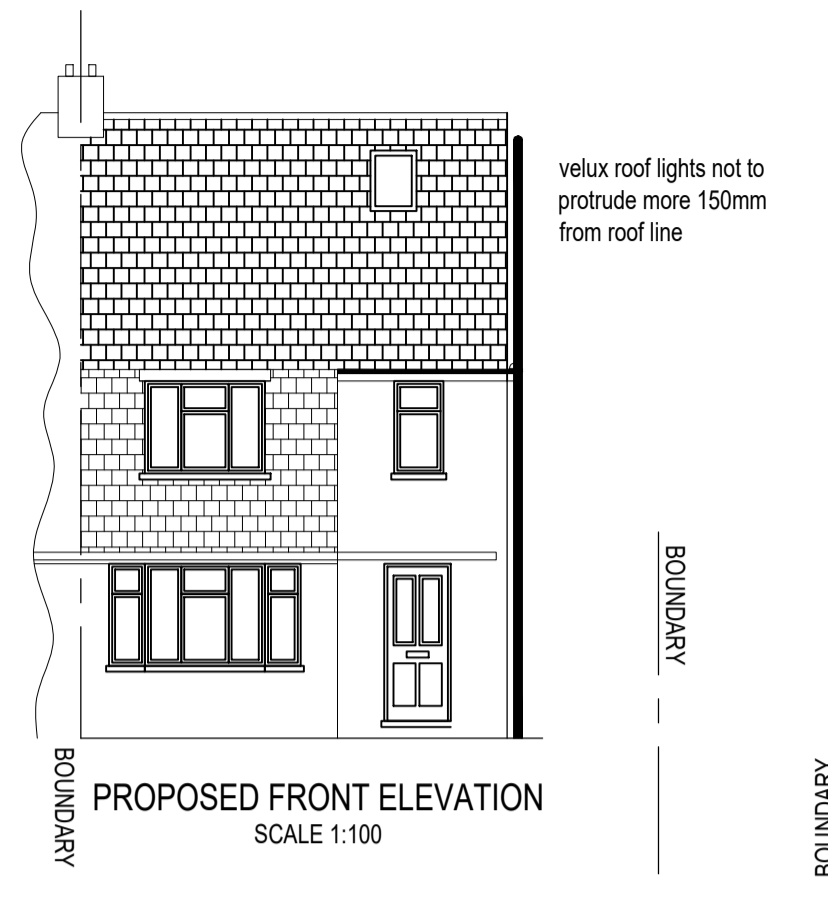 velux roof lights not to
protrude more 150mm
from roof line
BOUNDARY
BOUNDARY
PROPOSED FRONT ELEVATION
SCALE 1:100
BOUNDARY